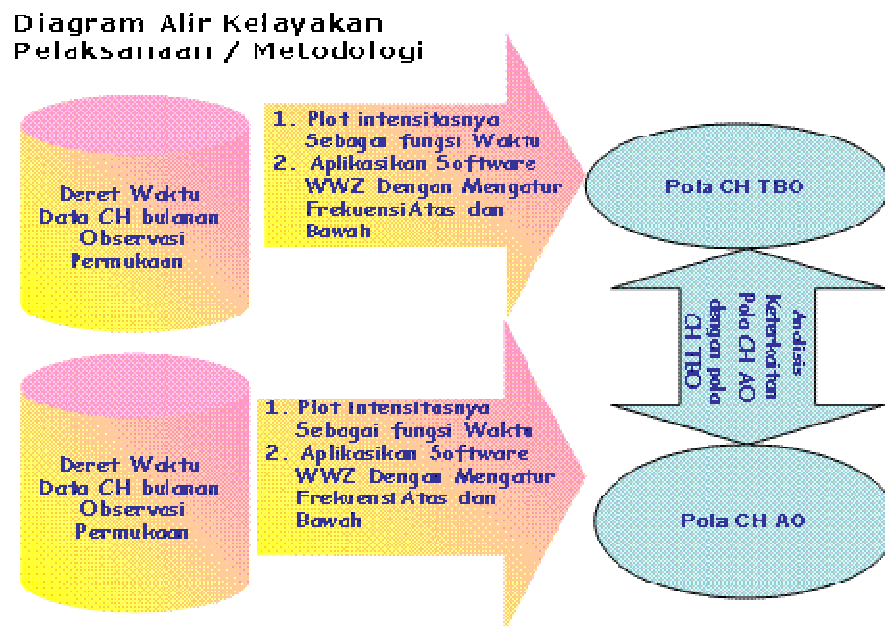 Diagram Alir Kelayakan
Pelaksanaan / Metodologi
Deret Waktu
Data CH bulanan
Observasi
Permukaan
1. Plot intensitasnya
Sebagai fungsi Waktu
2. Aplikasikan Software
WWZ Dengan Mengatur
Frekuensi Atas dan
Bawah
Pola CH TBO
Analisis
Keterkaitan
Pola CH AO
dengan pola
CH TBO
Deret Waktu
Data CH bulanan
Observasi
Permukaan
1. Plot intensitasnya
Sebagai fungsi Waktu
2. Aplikasikan Software
WWZ Dengan Mengatur
Frekuensi Atas dan
Bawah
Pola CH AO